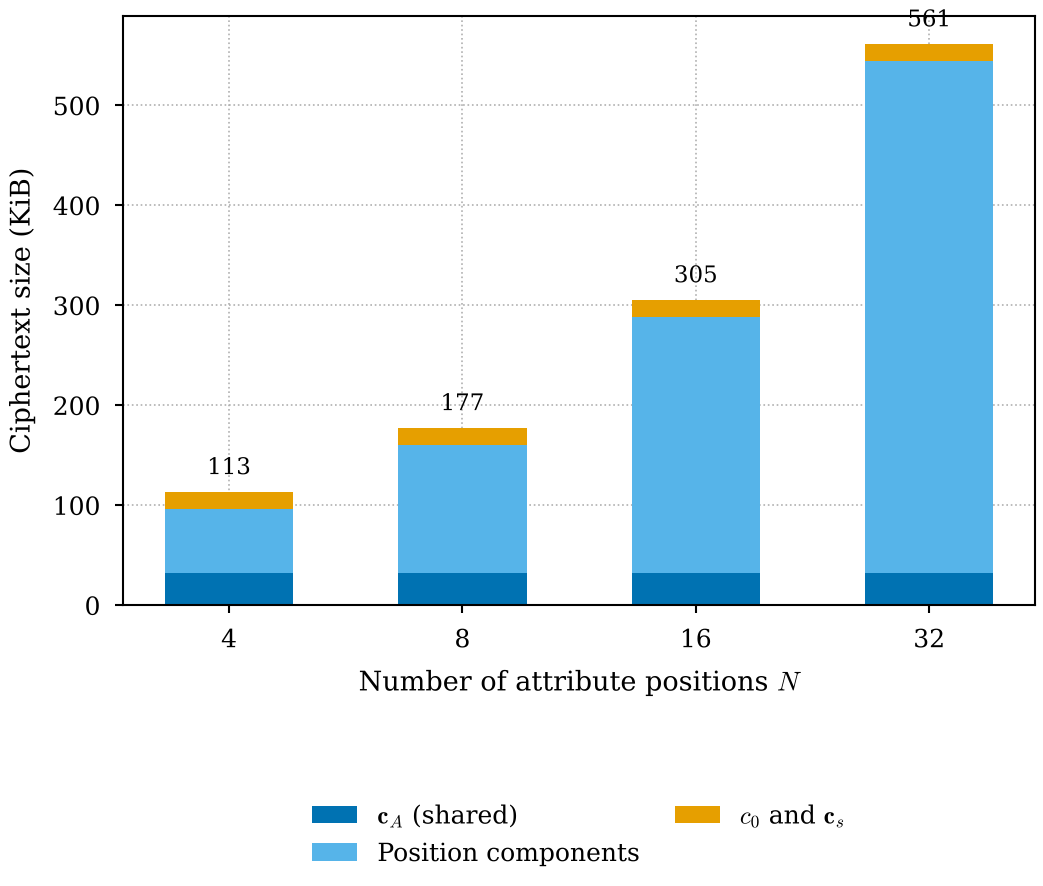 561
500
400
300
200
100
0
305
177
113
Ciphertext size (KiB)
4 8 16 32
Number of attribute positions N
c_A (shared)
Position components
c_0 and c_s